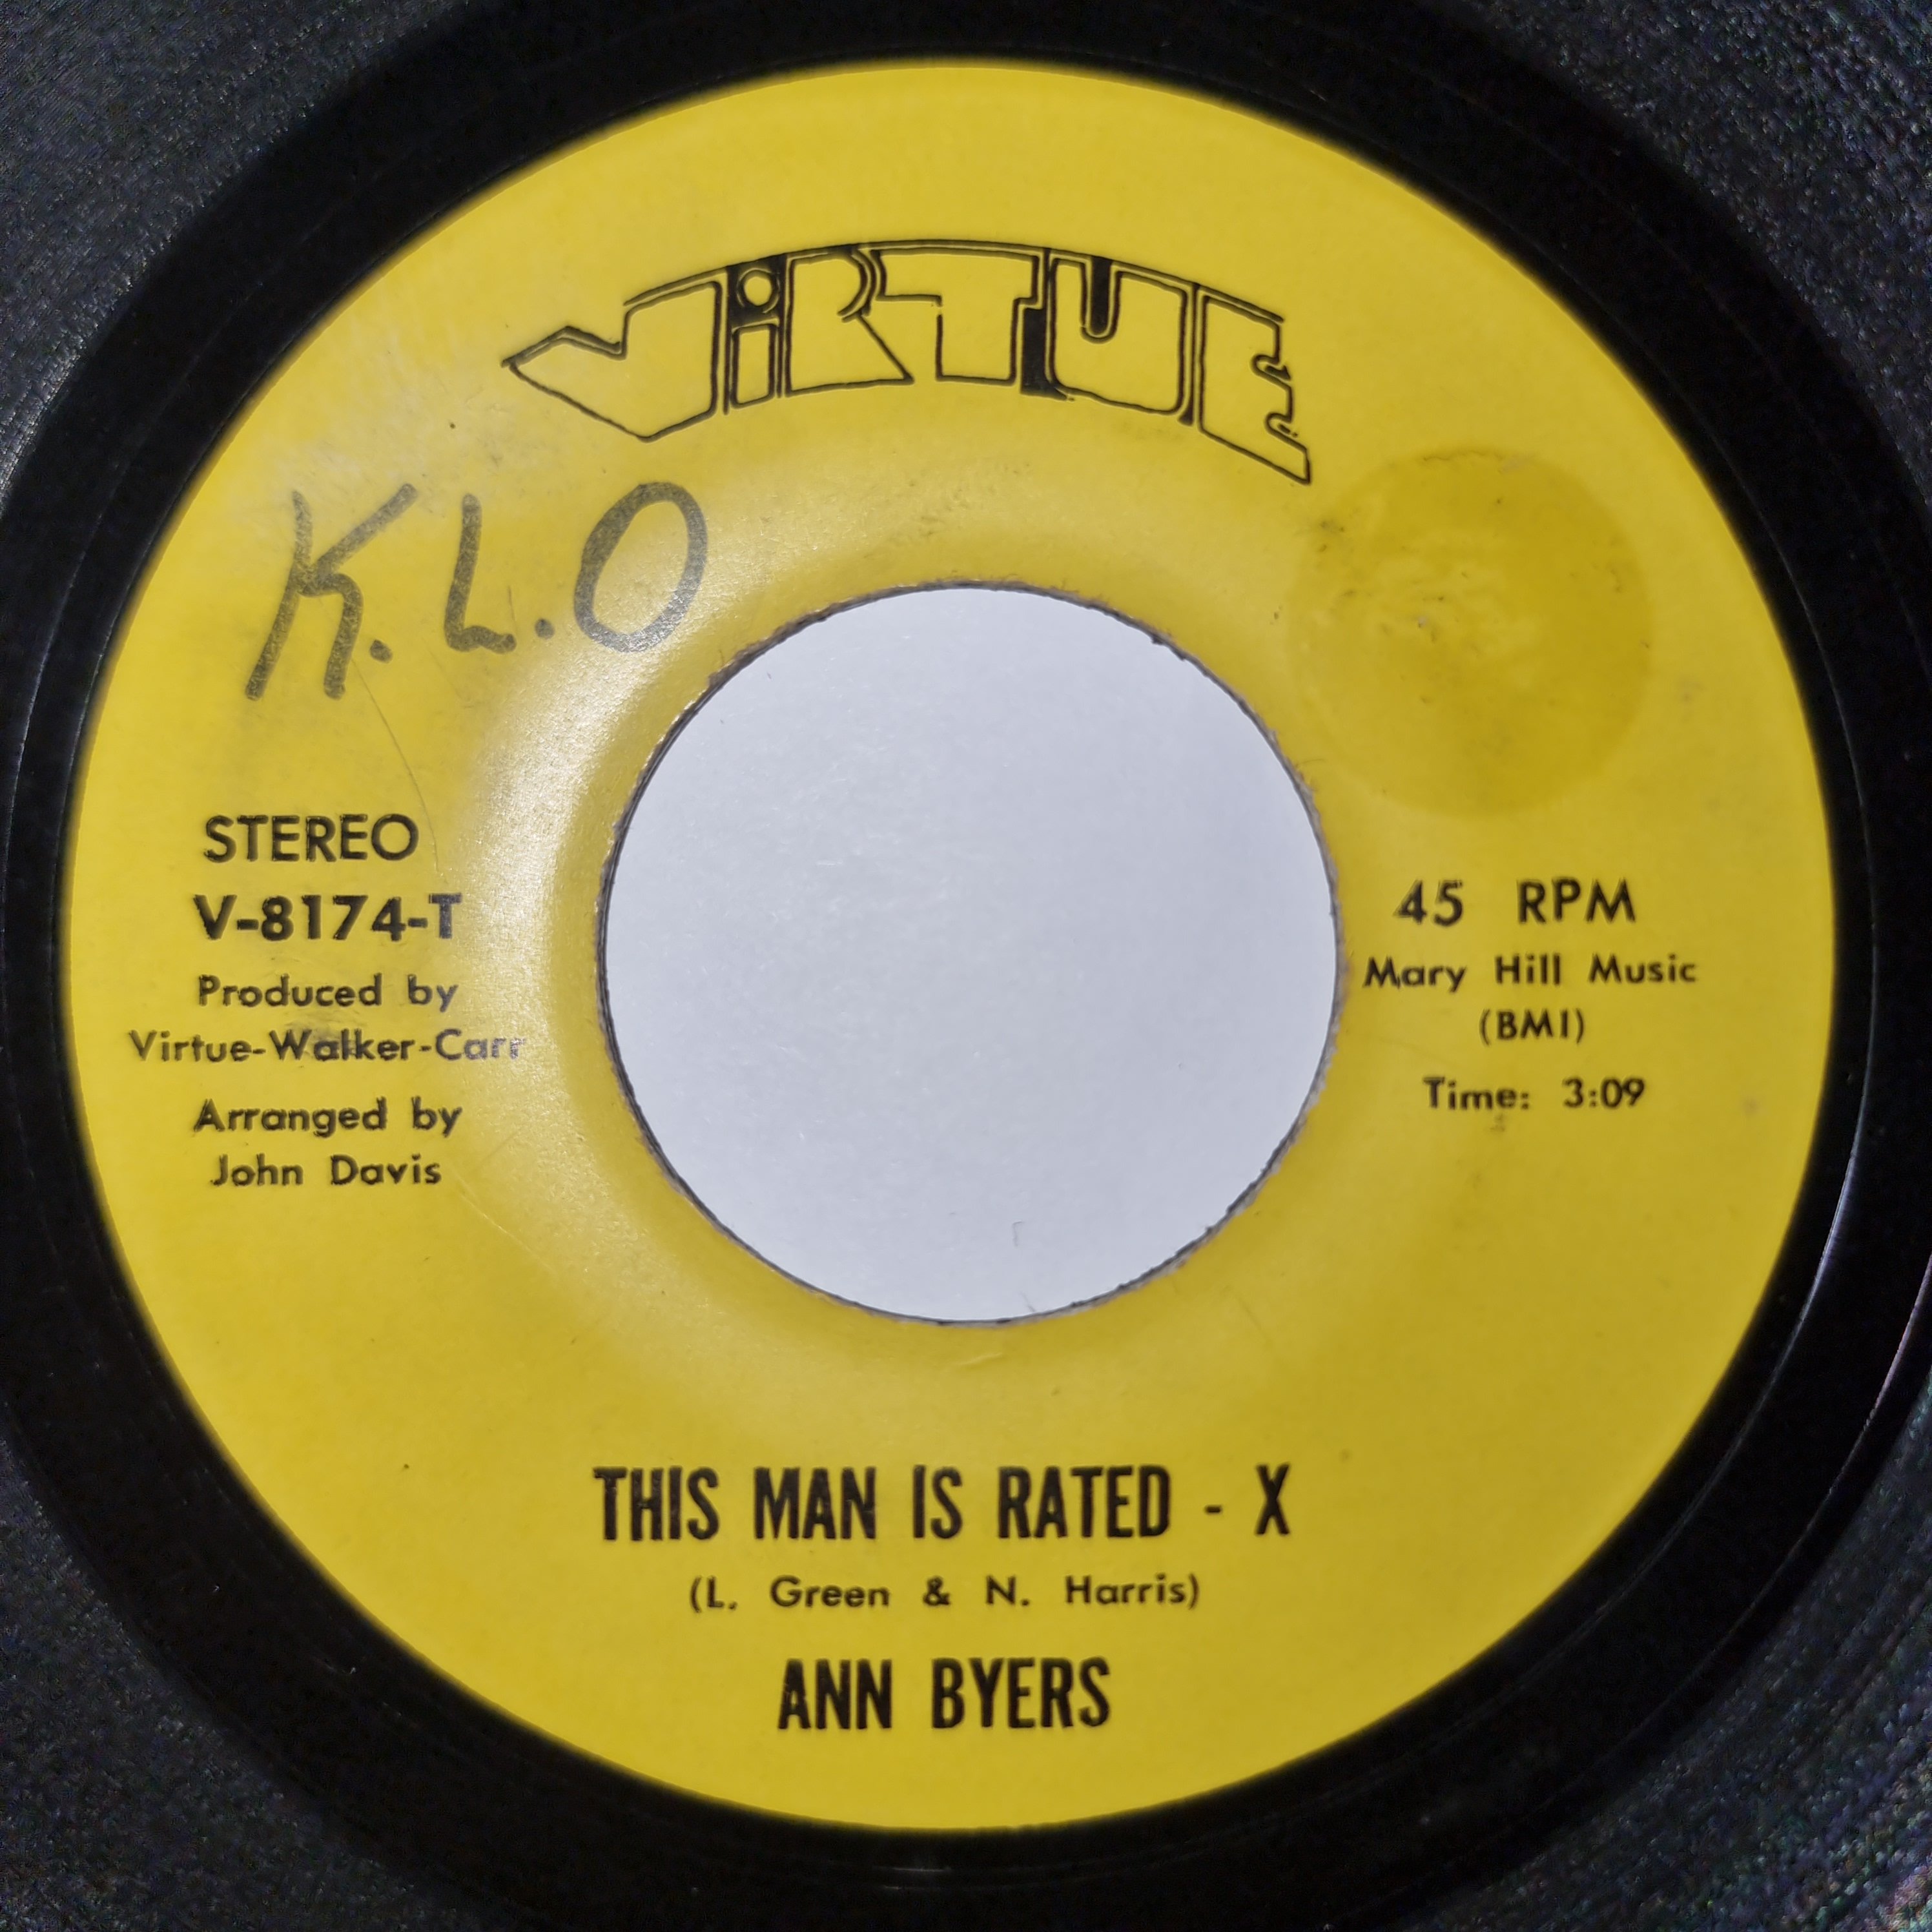 VIRTUE
K.L.O
STEREO
V-8174-T
Produced by
Virtue-Walker-Carr
Arranged by
John Davis
45 RPM
Mary Hill Music
(BMI)
Time: 3:09
THIS MAN IS RATED - X
(L. Green & N. Harris)
ANN BYERS